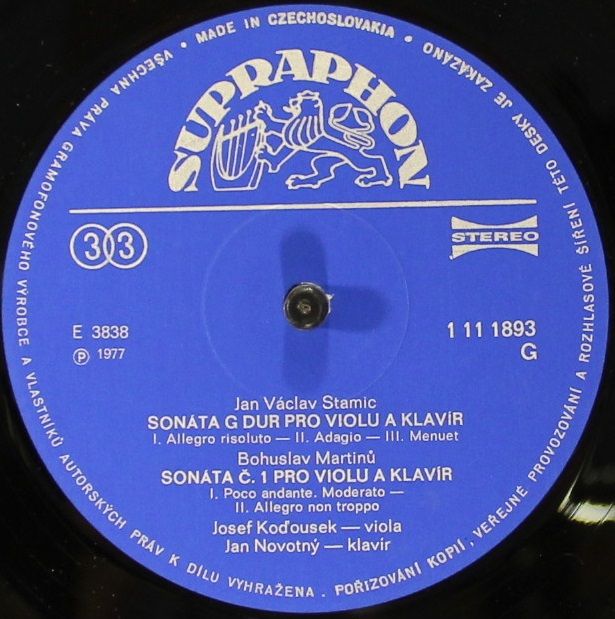 VŠECHNA PRÁVA GRAMOFONOVÉHO VÝROBCE A VLASTNÍKŮ AUTORSKÝCH PRÁV K DÍLU VYHRAŽENA. POŘIZOVÁNÍ KOPIÍ, VEŘEJNÉ PROVOZOVÁNÍ A ROZHLASOVÉ ŠÍŘENÍ TÉTO DESKY JE ZAKÁZÁNO • MADE IN CZECHOSLOVAKIA •
SUPRAPHON
33
STEREO
E 3838
Ⓟ 1977
1 11 1893
G
Jan Václav Stamic
SONÁTA G DUR PRO VIOLU A KLAVÍR
I. Allegro risoluto — II. Adagio — III. Menuet
Bohuslav Martinů
SONÁTA Č. 1 PRO VIOLU A KLAVÍR
I. Poco andante. Moderato —
II. Allegro non troppo
Josef Koďousek — viola
Jan Novotný — klavír